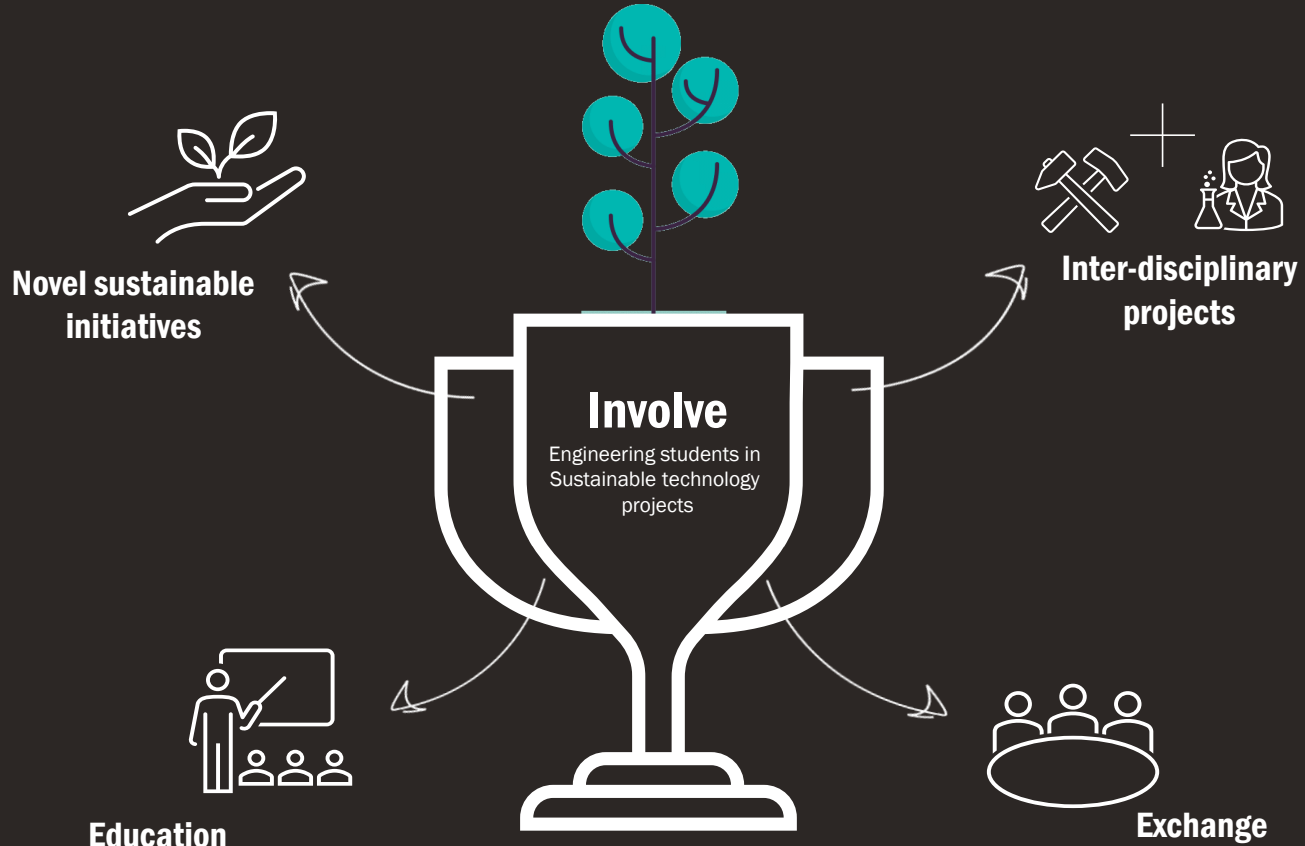 Novel sustainable
initiatives
Inter-disciplinary
projects
Involve
Engineering students in
Sustainable technology
projects
Education
Exchange